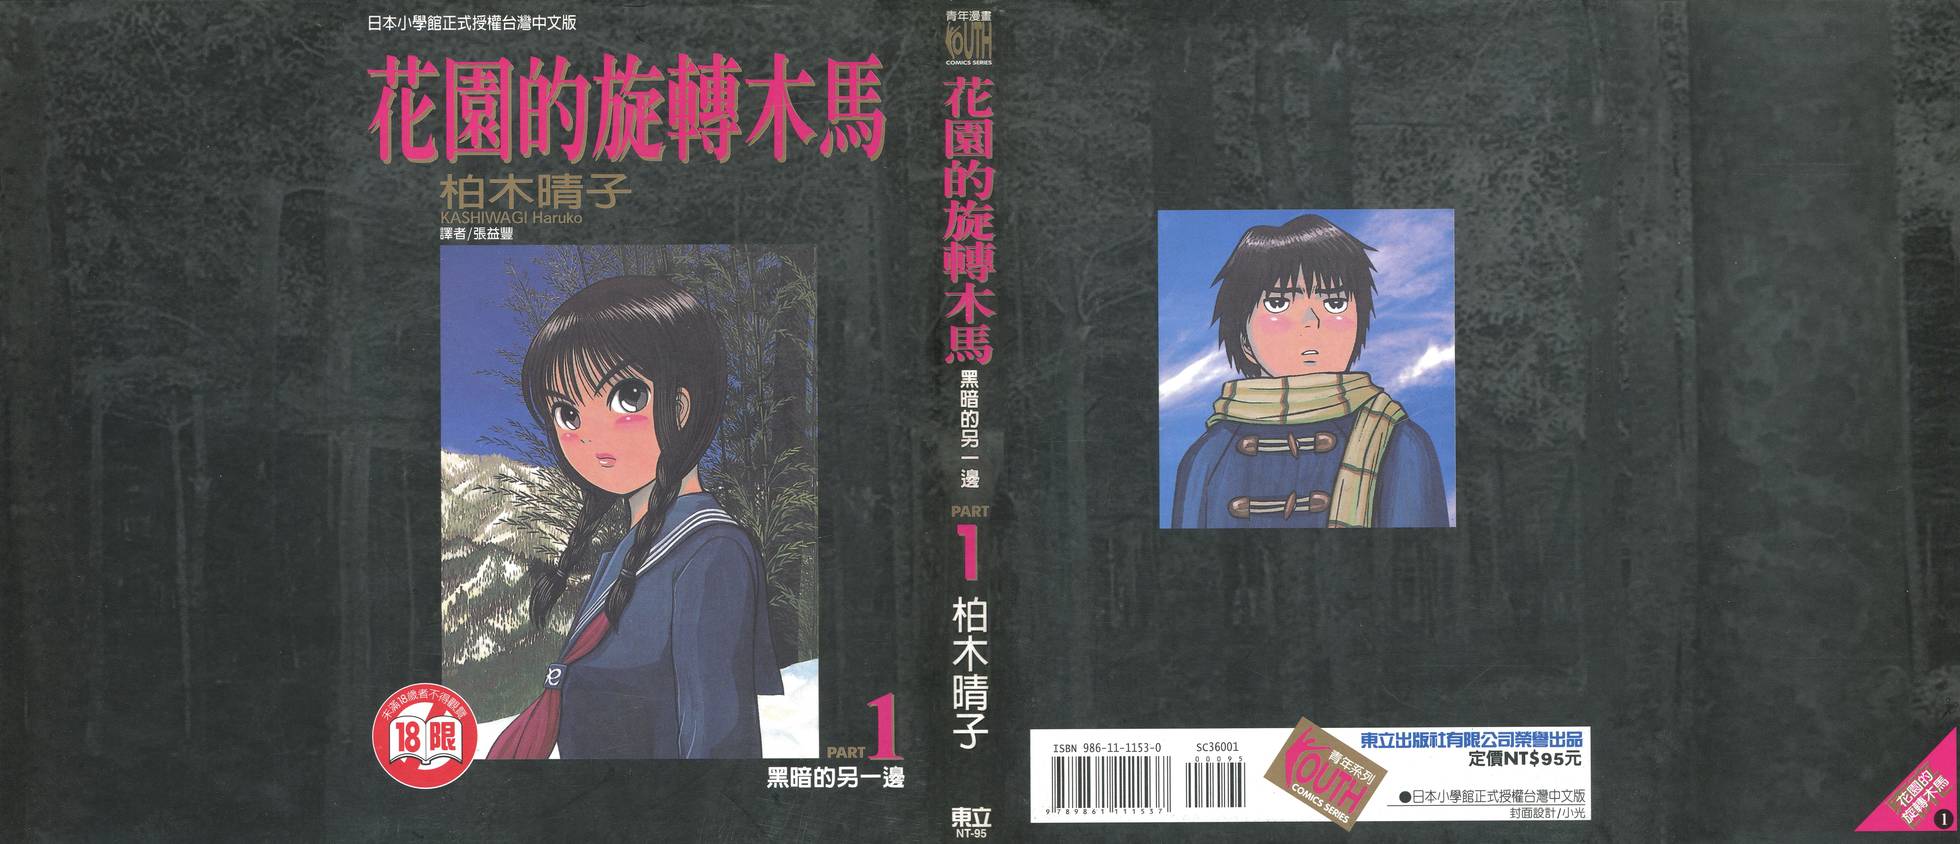 日本小學館正式授權台灣中文版
花園的旋轉木馬
柏木晴子
KASHIWAGI Haruko
譯者/張益豐
未滿18歲者不得觀覽
18限
PART 1
黑暗的另一邊
青年漫畫
YOUTH
COMICS SERIES
花園的旋轉木馬
黑暗的另一邊
PART
1
柏木晴子
東立
NT-95
ISBN 986-11-1153-0
SC36001
00095
9 789861 111537
青年系列
YOUTH
COMICS SERIES
東立出版社有限公司榮譽出品
定價NT$95元
●日本小學館正式授權台灣中文版
封面設計/小光
花園的
旋轉木馬
1